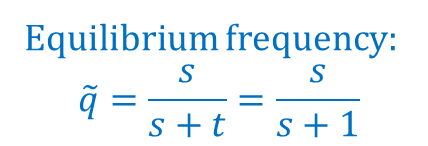 Equilibrium frequency:
q̃ = s / (s + t) = s / (s + 1)